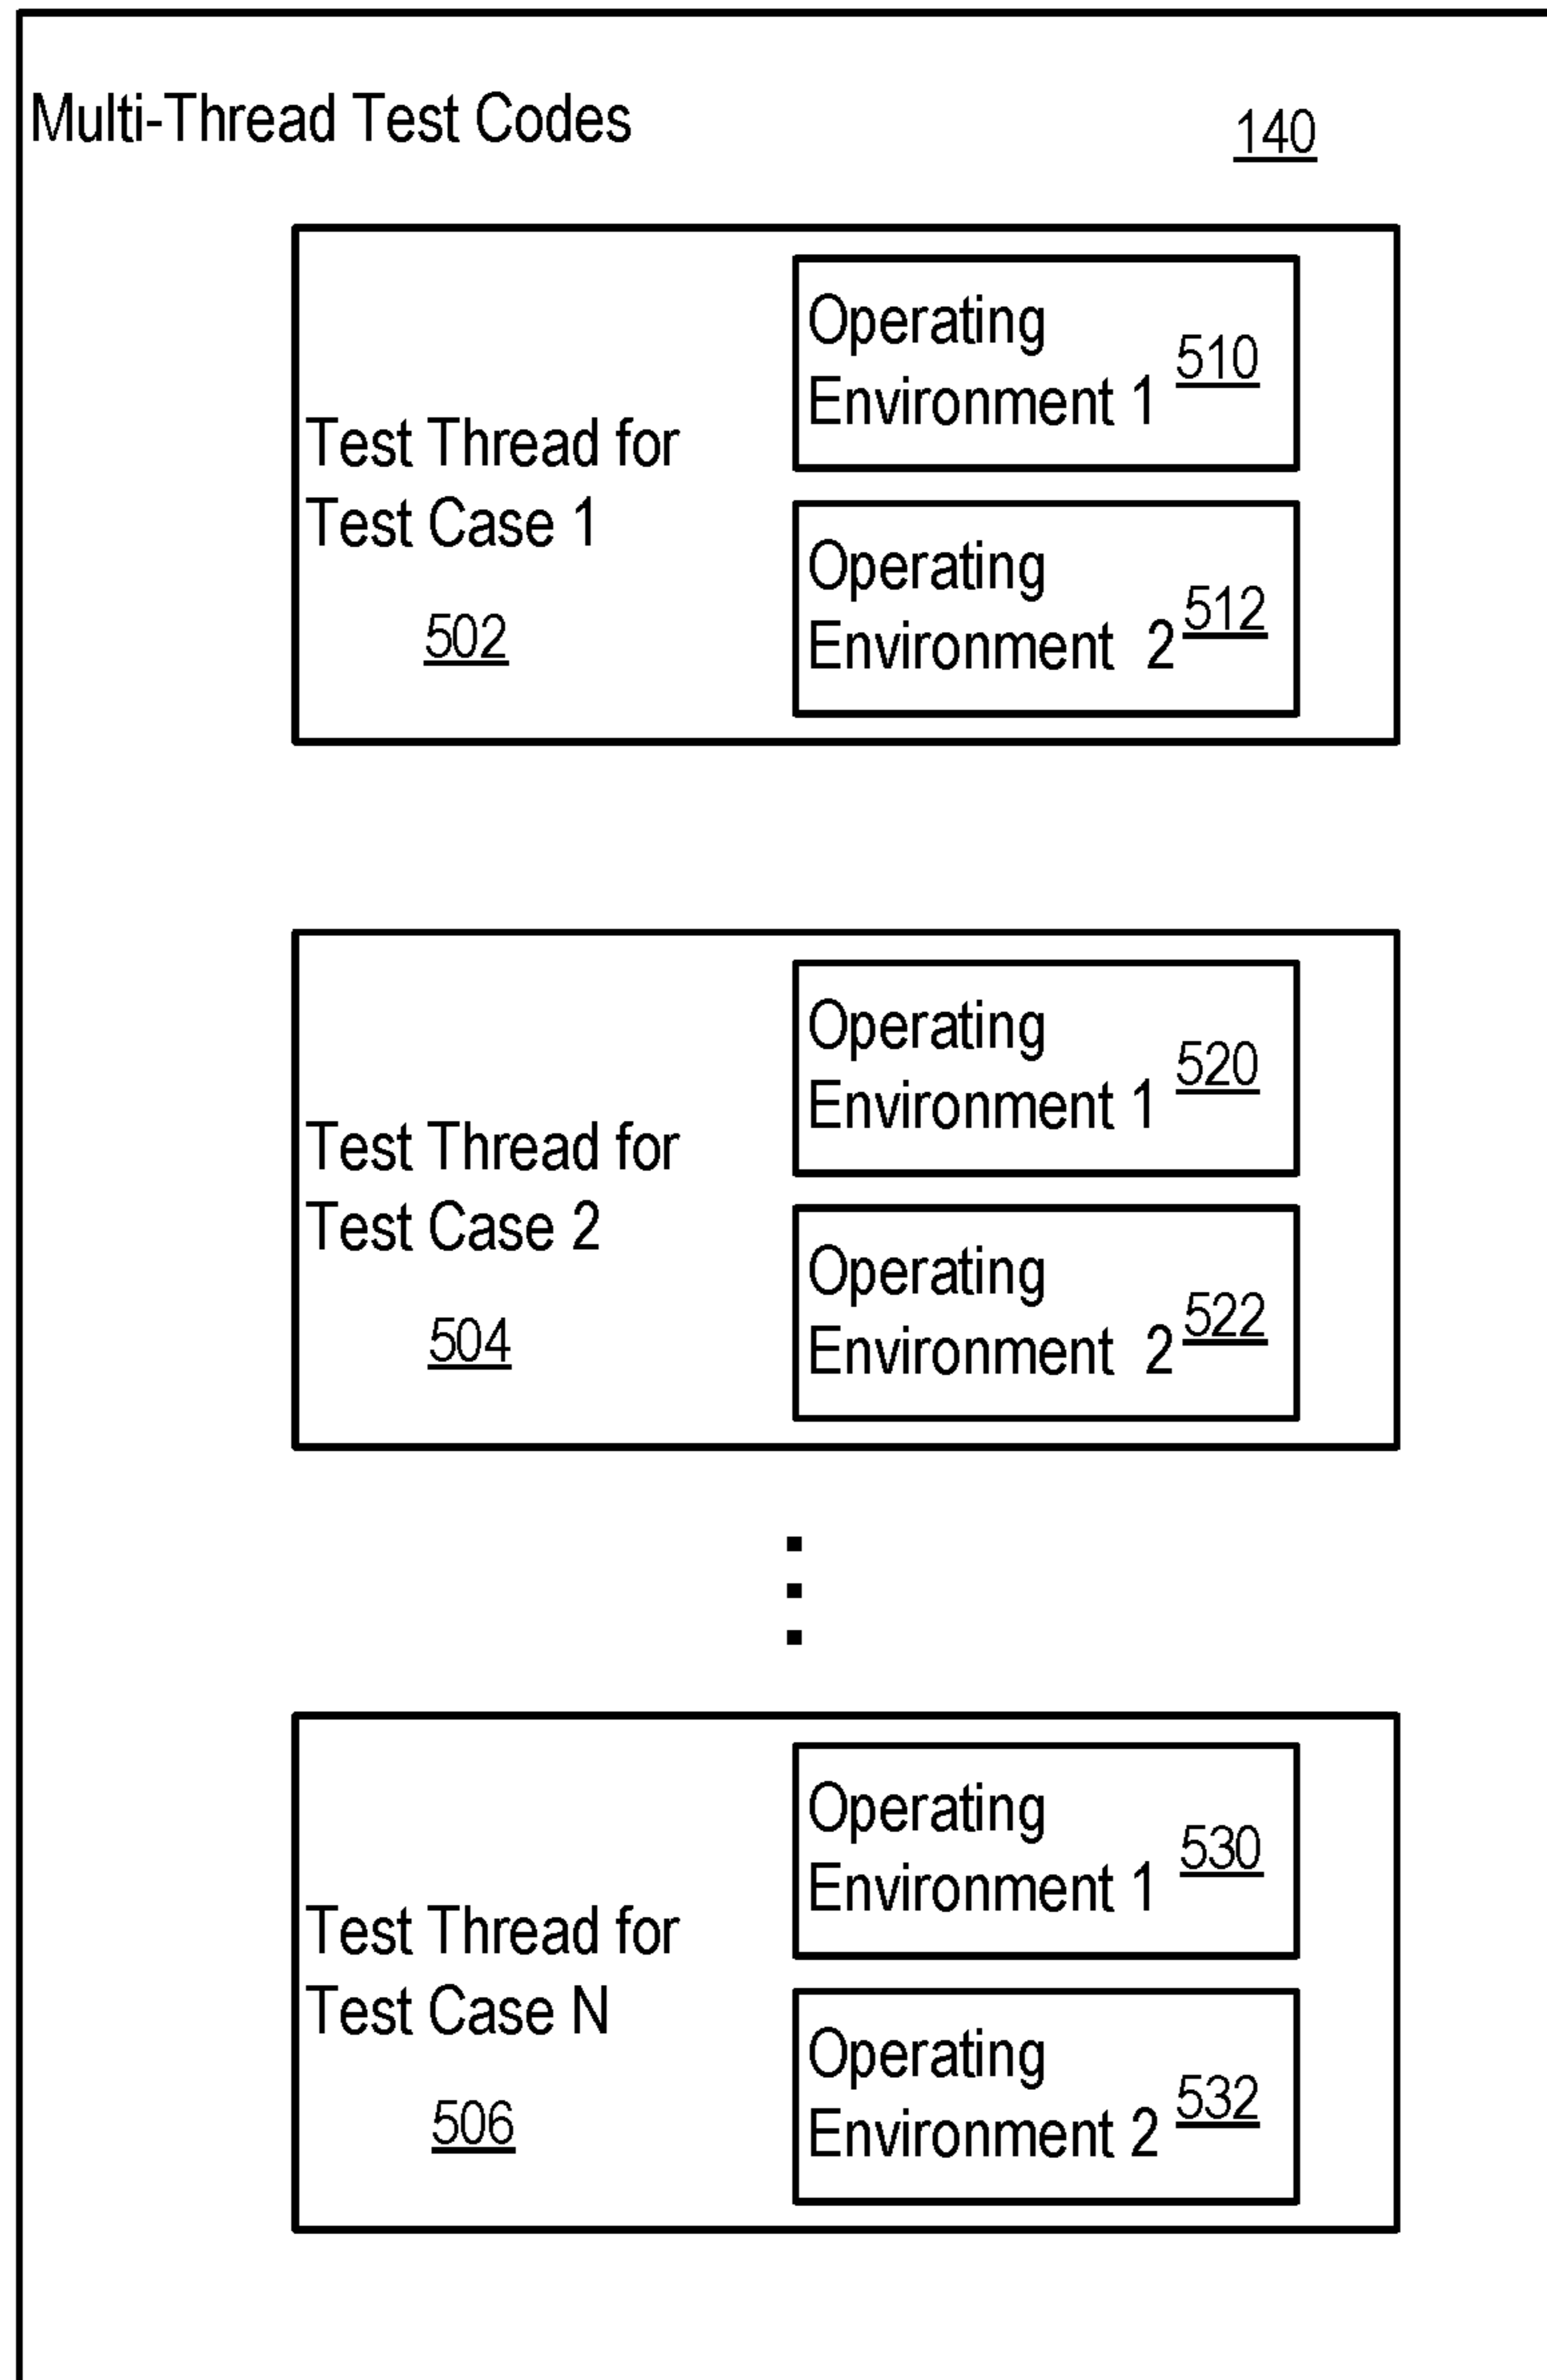 Multi-Thread Test Codes
140
Operating
Environment 1
510
Test Thread for
Test Case 1
502
Operating
Environment 2
512
Operating
Environment 1
520
Test Thread for
Test Case 2
504
Operating
Environment 2
522
Operating
Environment 1
530
Test Thread for
Test Case N
506
Operating
Environment 2
532